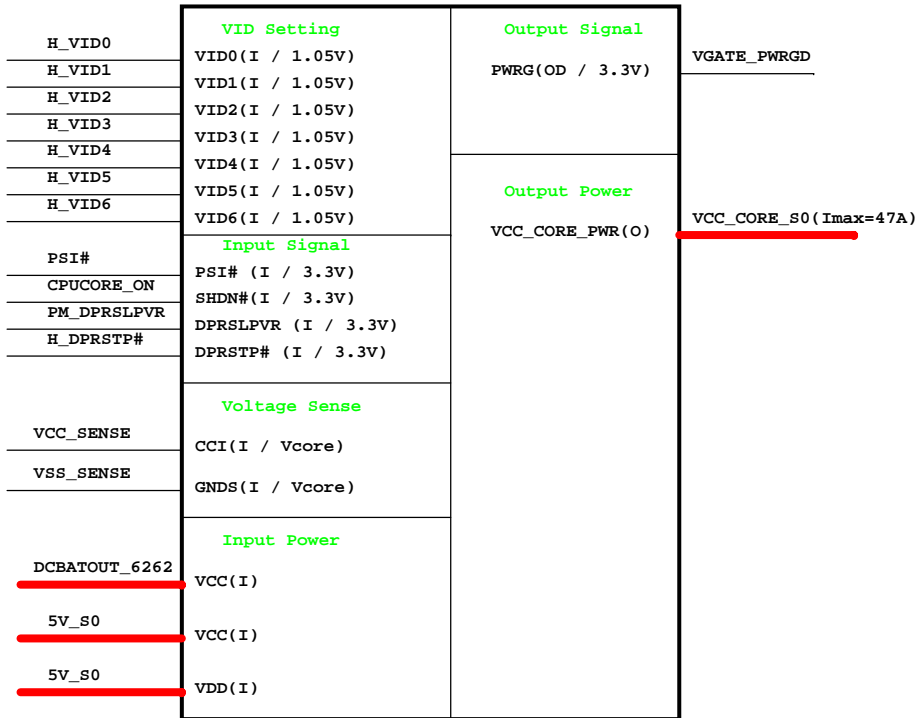 VID Setting
Output Signal
H_VID0
VID0(I / 1.05V)
VGATE_PWRGD
H_VID1
VID1(I / 1.05V)
PWRG(OD / 3.3V)
H_VID2
VID2(I / 1.05V)
H_VID3
VID3(I / 1.05V)
H_VID4
VID4(I / 1.05V)
H_VID5
VID5(I / 1.05V)
Output Power
H_VID6
VID6(I / 1.05V)
VCC_CORE_S0(Imax=47A)
VCC_CORE_PWR(O)
Input Signal
PSI#
PSI# (I / 3.3V)
CPUCORE_ON
SHDN#(I / 3.3V)
PM_DPRSLPVR
DPRSLPVR (I / 3.3V)
H_DPRSTP#
DPRSTP# (I / 3.3V)
Voltage Sense
VCC_SENSE
CCI(I / Vcore)
VSS_SENSE
GNDS(I / Vcore)
Input Power
DCBATOUT_6262
VCC(I)
5V_S0
VCC(I)
5V_S0
VDD(I)